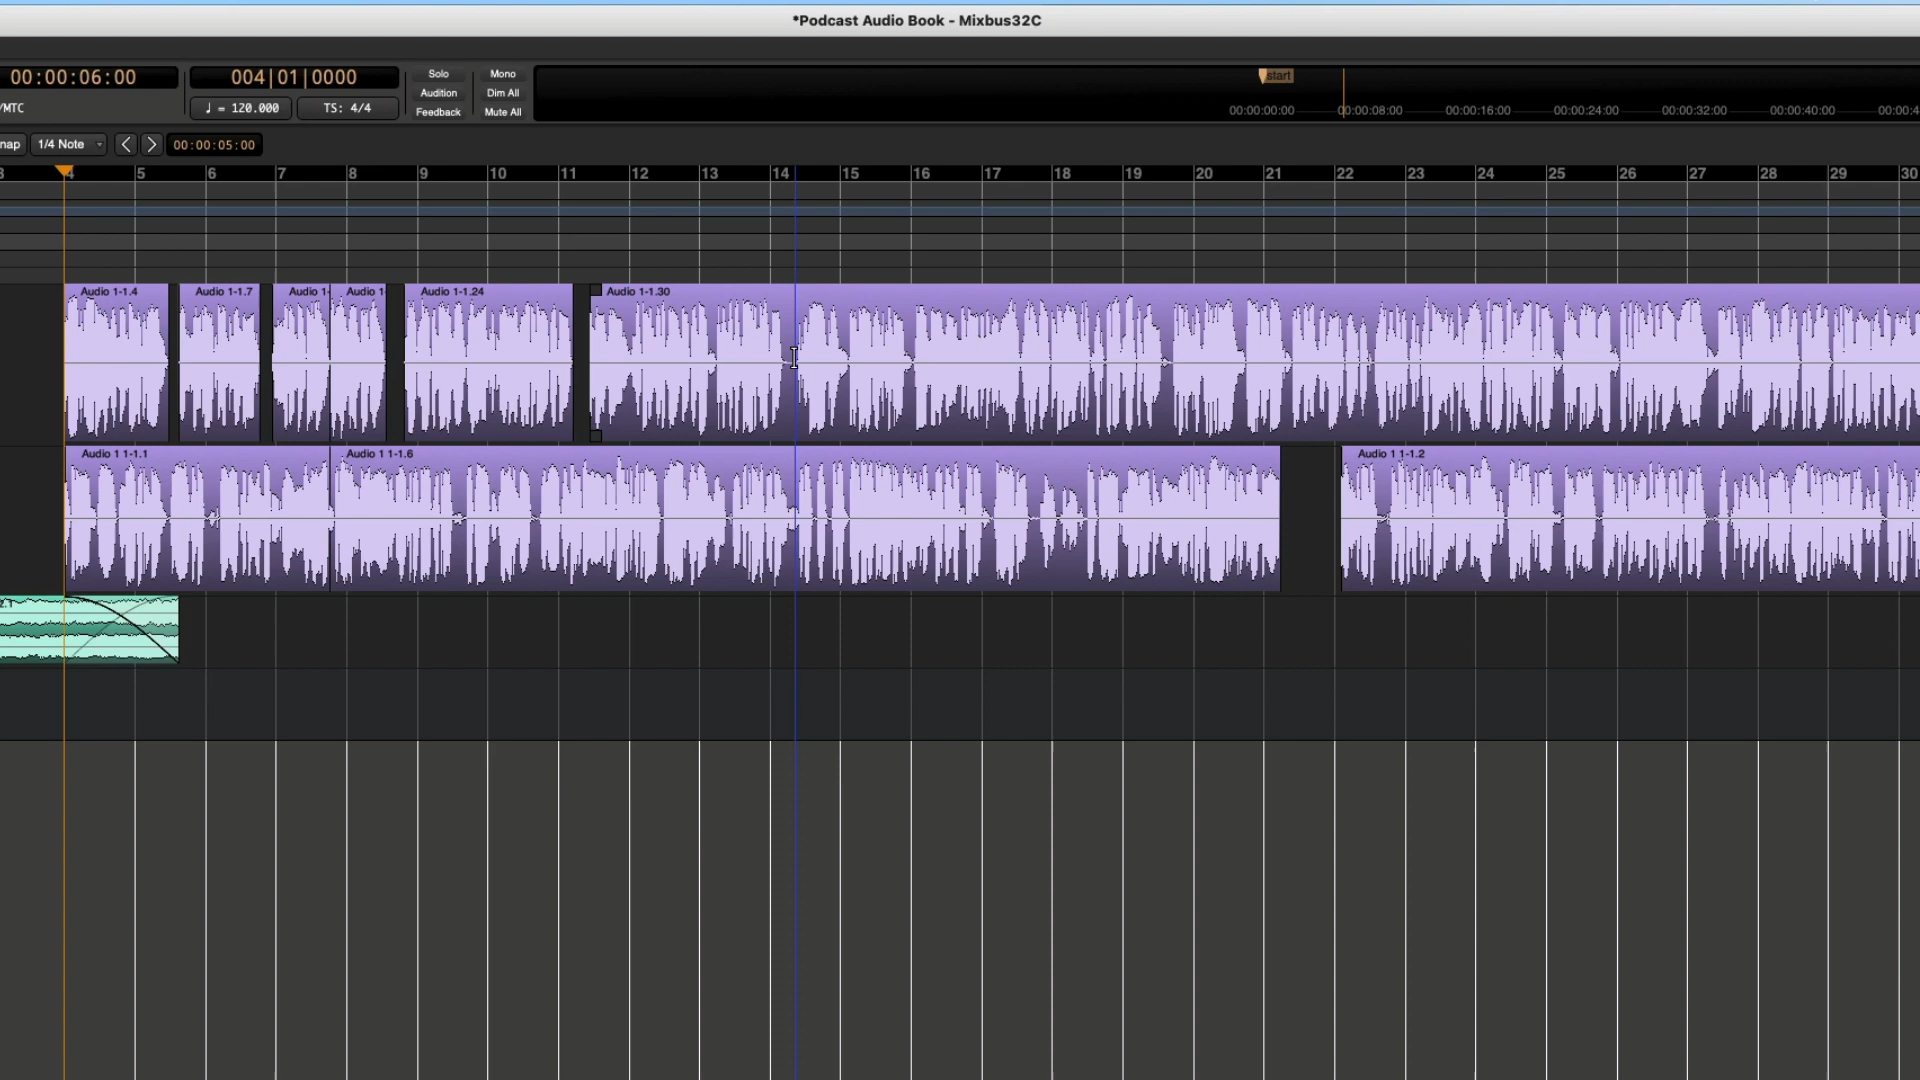 *Podcast Audio Book - Mixbus32C
00:00:06:00
004|01|0000
Solo
Mono
start
Audition
Dim All
/MTC
♩ = 120.000
TS: 4/4
Feedback
Mute All
00:00:00:00
00:00:08:00
00:00:16:00
00:00:24:00
00:00:32:00
00:00:40:00
00:00:4
nap
1/4 Note
00:00:05:00
3 4 5 6 7 8 9 10 11 12 13 14 15 16 17 18 19 20 21 22 23 24 25 26 27 28 29 30
Audio 1-1.4
Audio 1-1.7
Audio 1-
Audio 1-
Audio 1-1.24
Audio 1-1.30
Audio 1 1-1.1
Audio 1 1-1.6
Audio 1 1-1.2
2.1